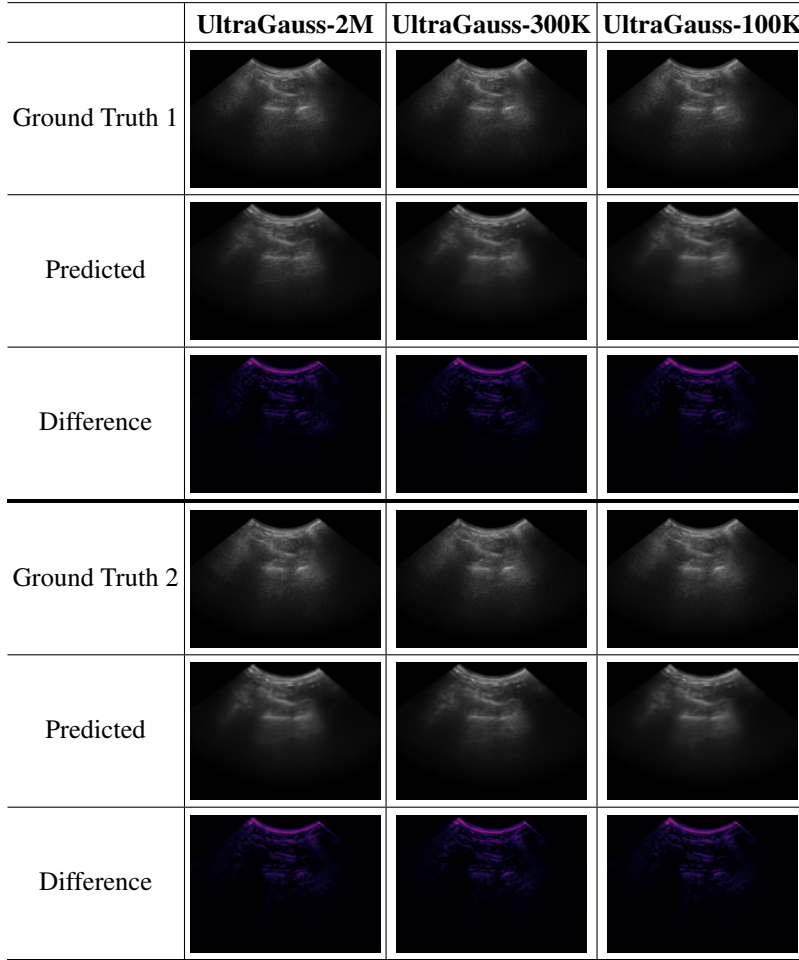 UltraGauss-2M UltraGauss-300K UltraGauss-100K
Ground Truth 1
Predicted
Difference
Ground Truth 2
Predicted
Difference